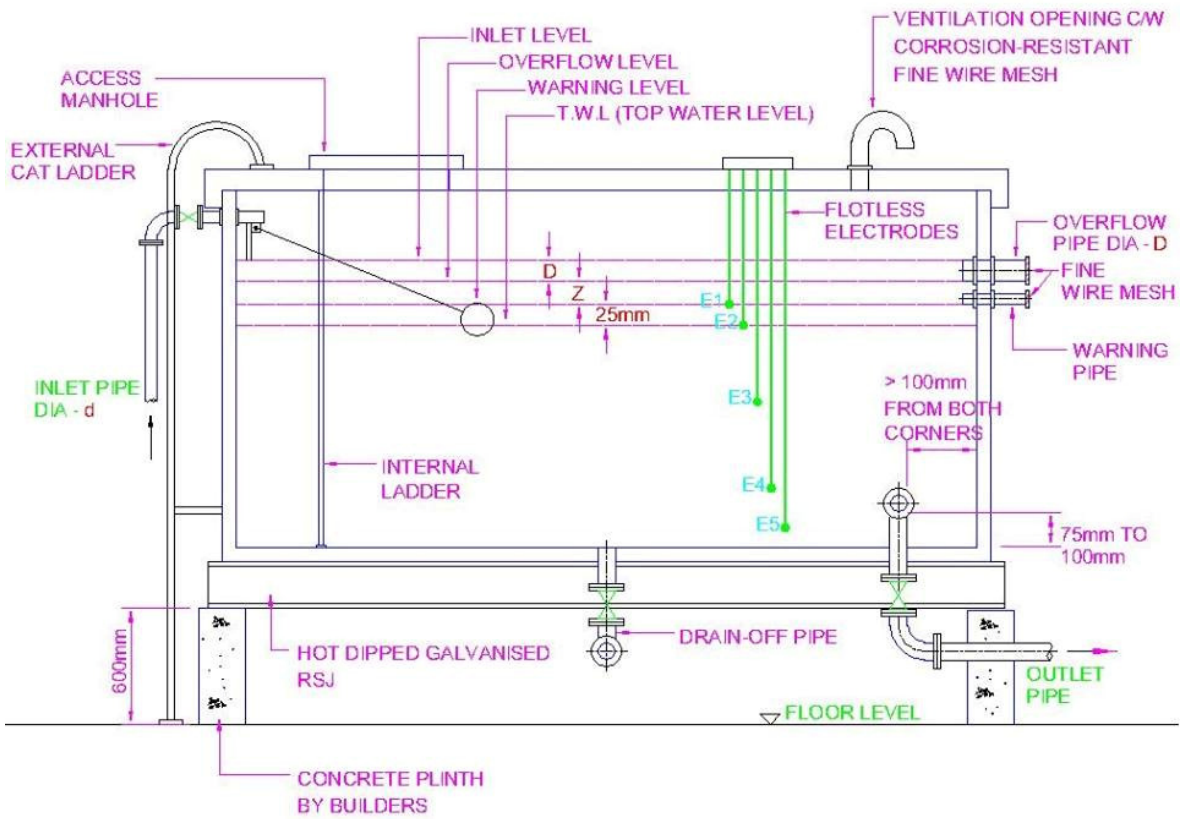 INLET LEVEL
OVERFLOW LEVEL
WARNING LEVEL
T.W.L (TOP WATER LEVEL)
VENTILATION OPENING C/W
CORROSION-RESISTANT
FINE WIRE MESH
ACCESS
MANHOLE
EXTERNAL
CAT LADDER
FLOTLESS
ELECTRODES
OVERFLOW
PIPE DIA - D
FINE
WIRE MESH
D
Z
25mm
E1
E2
E3
E4
E5
WARNING
PIPE
INLET PIPE
DIA - d
> 100mm
FROM BOTH
CORNERS
INTERNAL
LADDER
75mm TO
100mm
600mm
HOT DIPPED GALVANISED
RSJ
DRAIN-OFF PIPE
OUTLET
PIPE
FLOOR LEVEL
CONCRETE PLINTH
BY BUILDERS